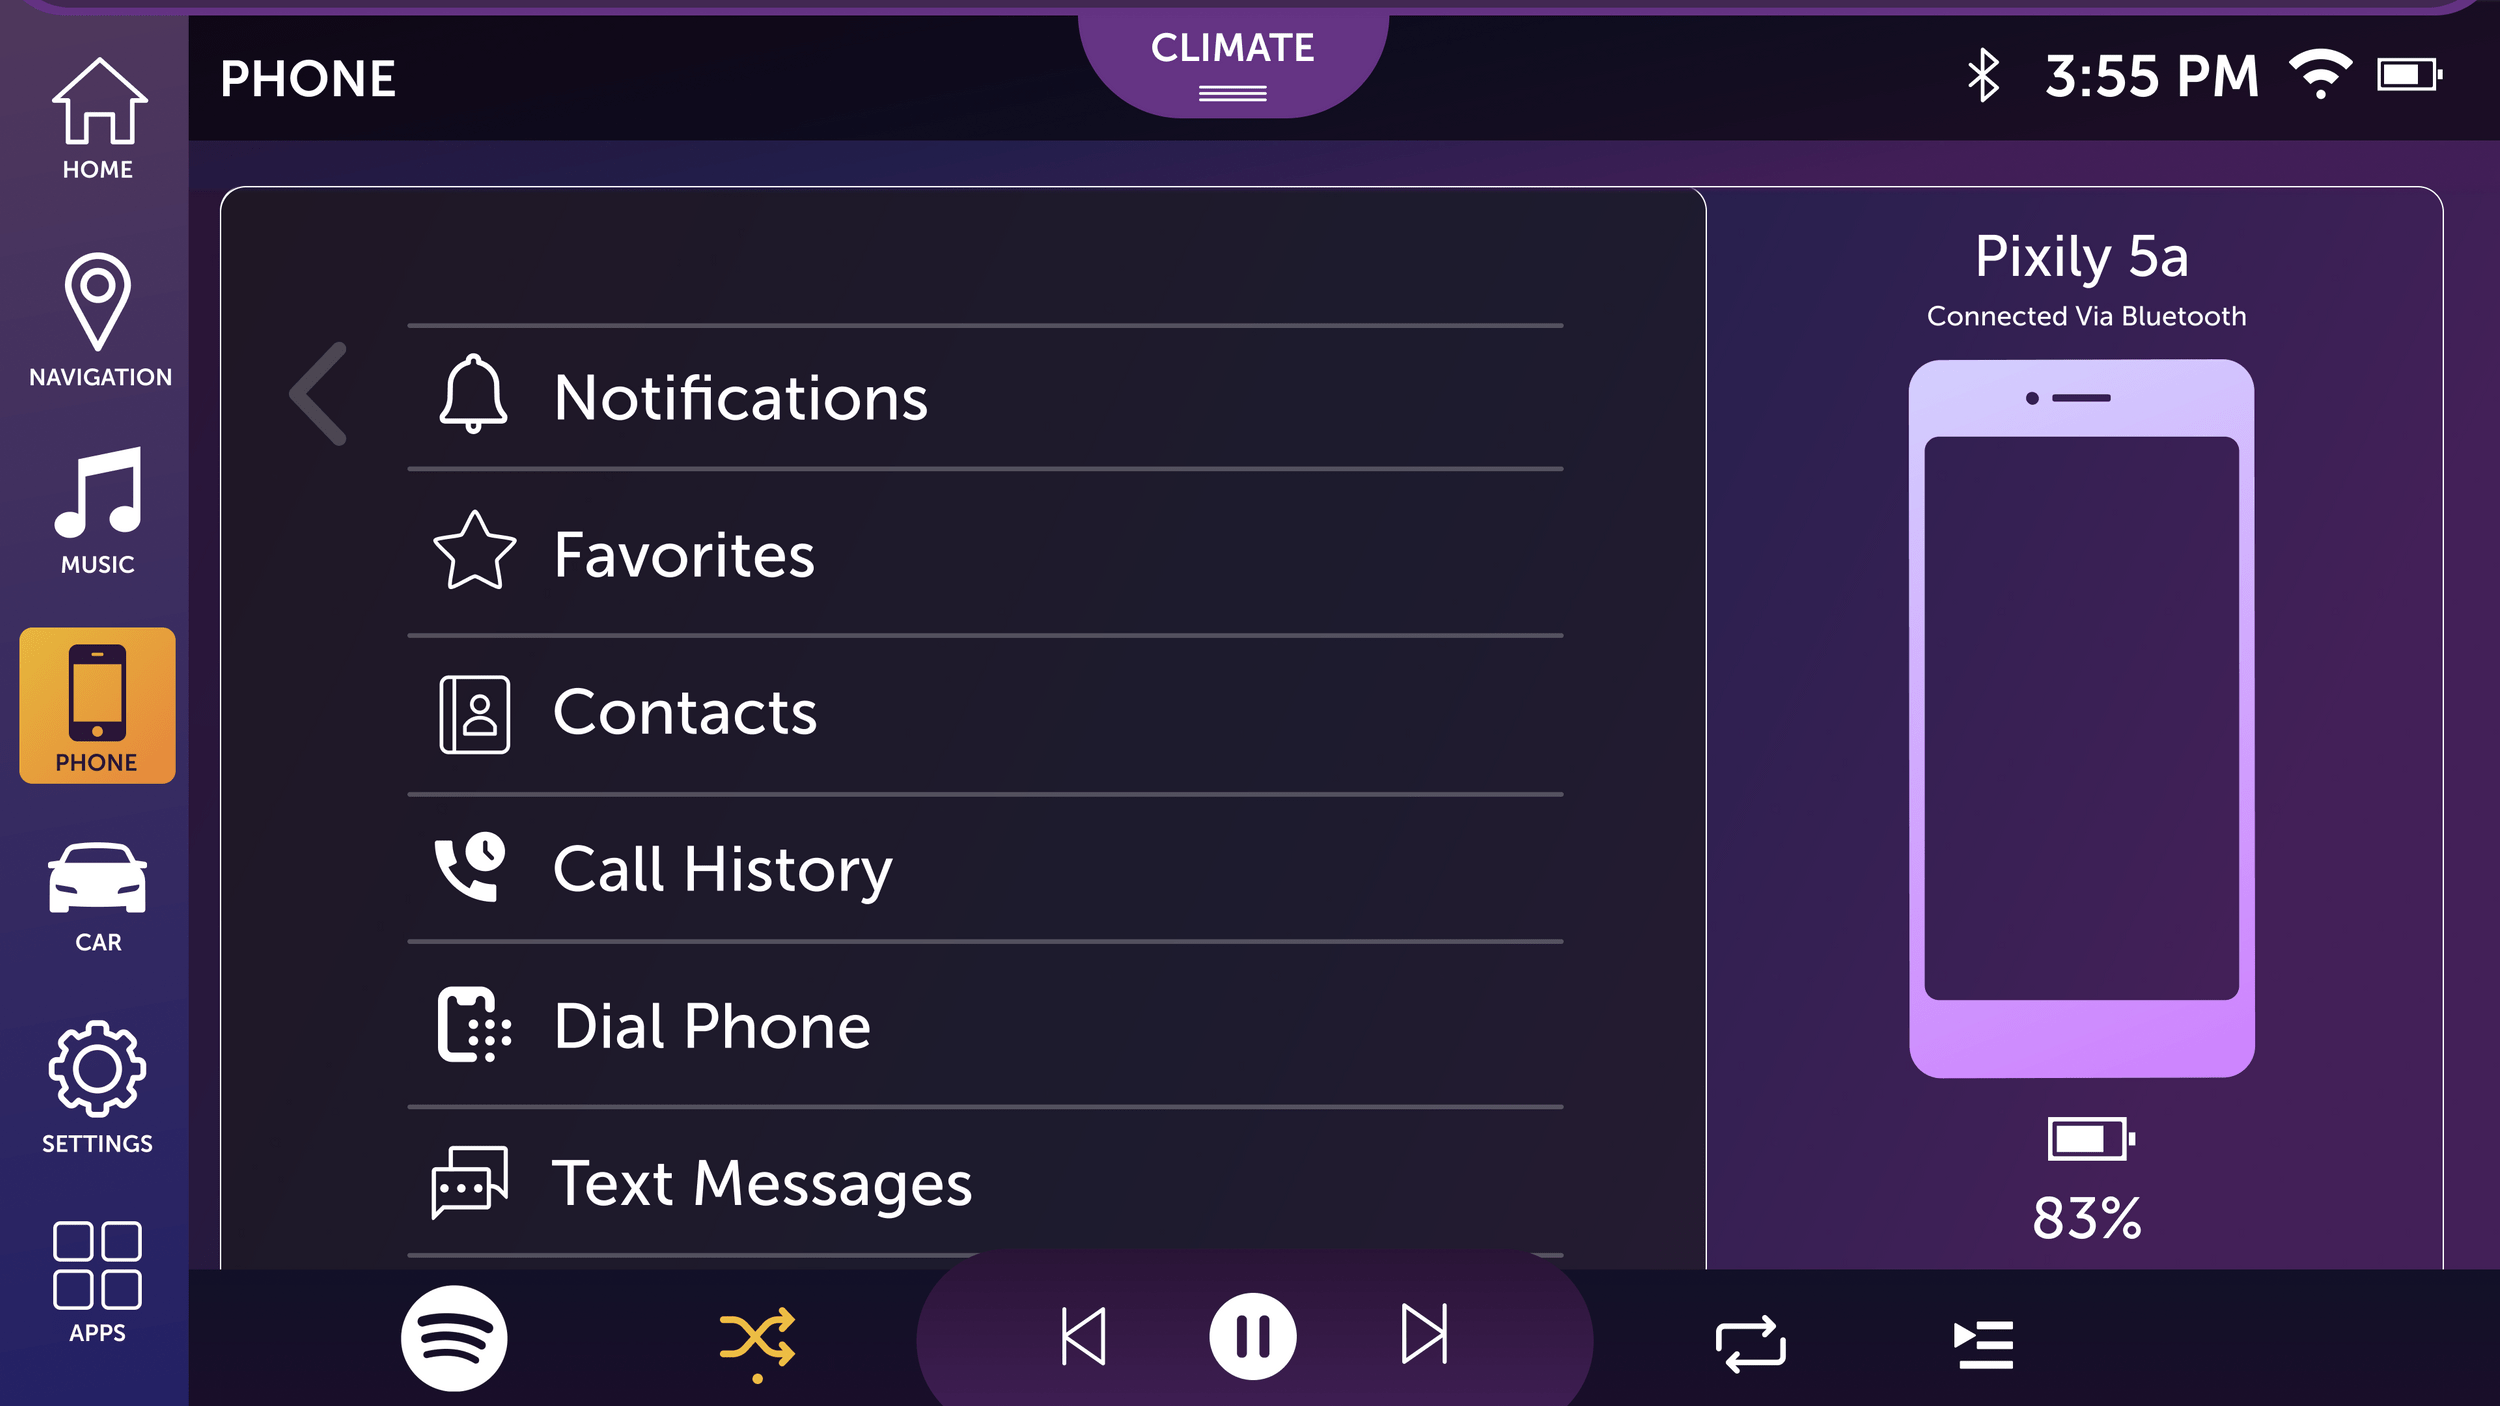 PHONE
CLIMATE
3:55 PM
HOME
NAVIGATION
MUSIC
PHONE
CAR
SETTINGS
APPS
Notifications
Favorites
Contacts
Call History
Dial Phone
Text Messages
Pixily 5a
Connected Via Bluetooth
83%